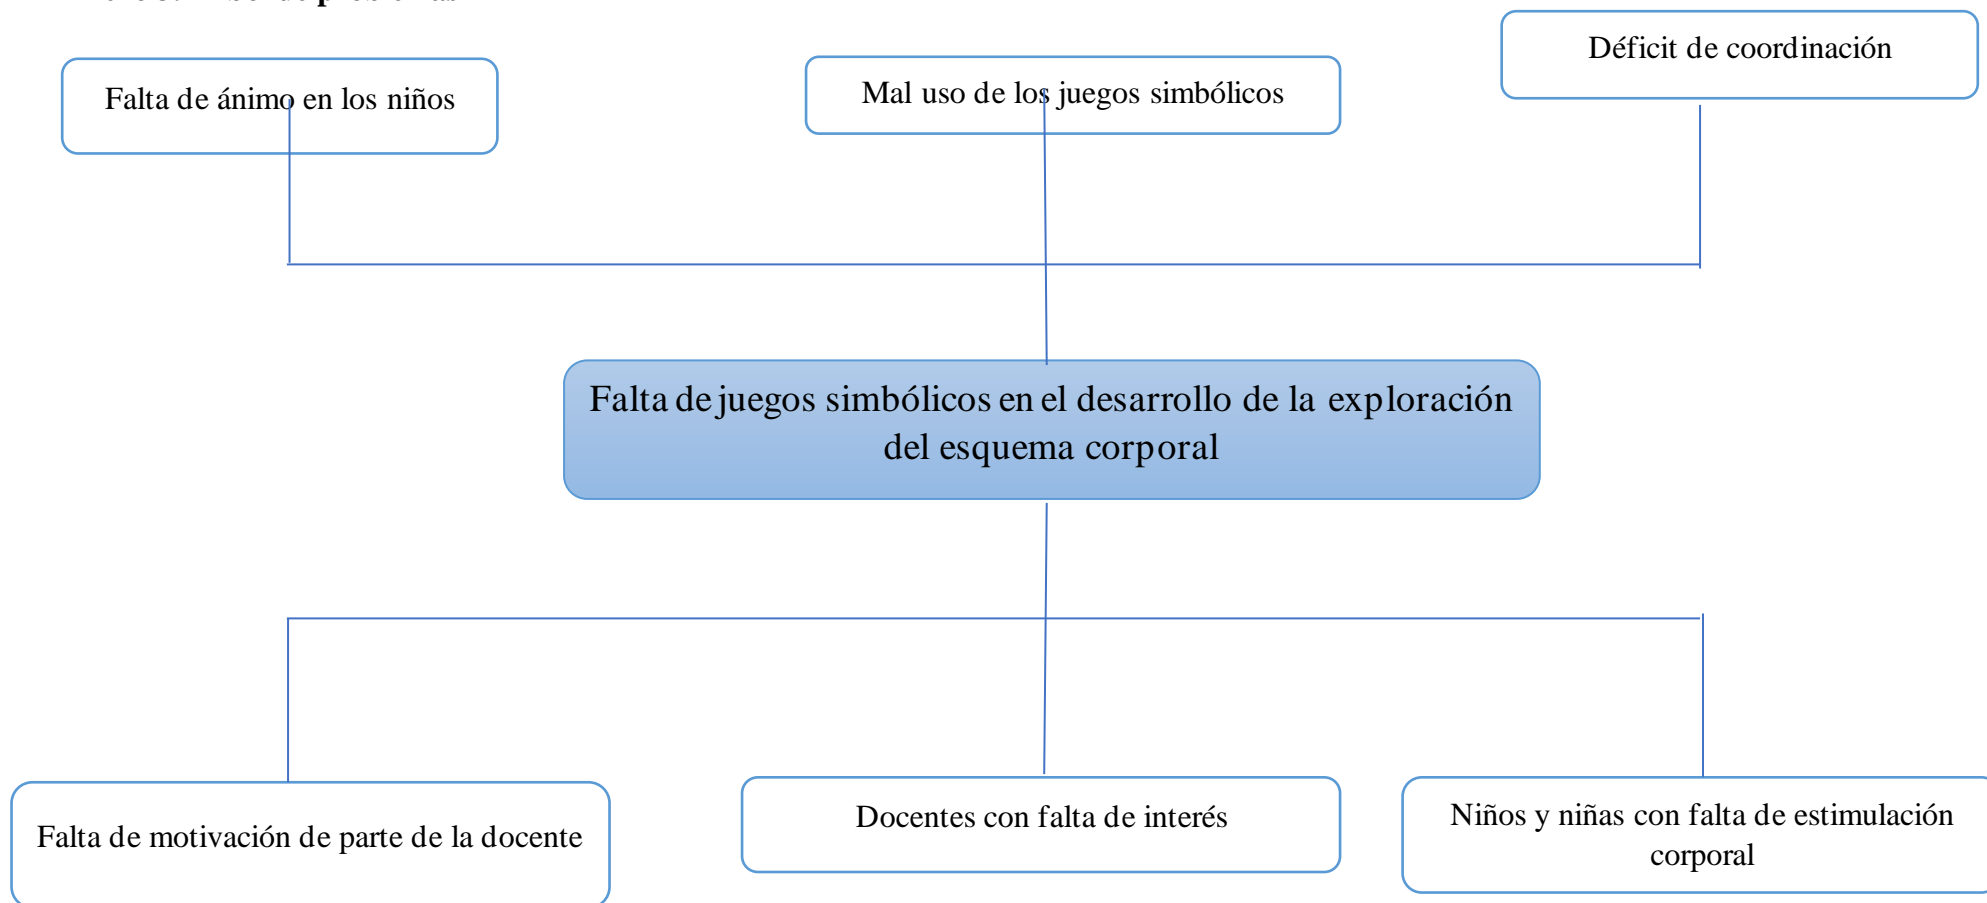 Déficit de coordinación
Falta de ánimo en los niños
Mal uso de los juegos simbólicos
Falta de juegos simbólicos en el desarrollo de la exploración
del esquema corporal
Falta de motivación de parte de la docente
Docentes con falta de interés
Niños y niñas con falta de estimulación
corporal